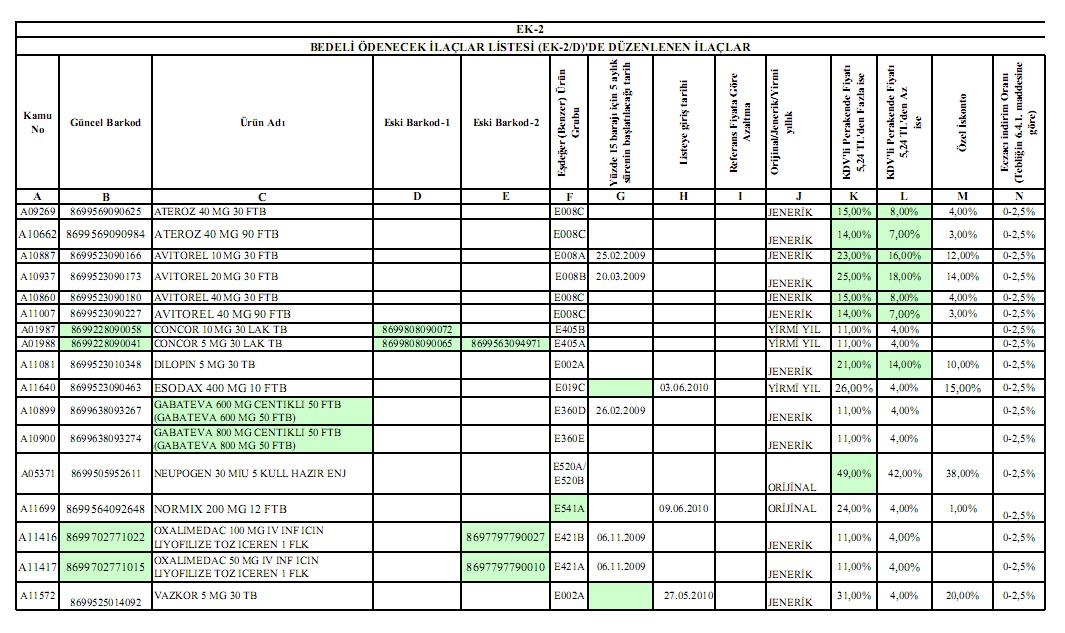 EK-2
BEDELİ ÖDENECEK İLAÇLAR LİSTESİ (EK-2/D)'DE DÜZENLENEN İLAÇLAR
Kamu No Güncel Barkod Ürün Adı Eski Barkod-1 Eski Barkod-2 Eşdeğer (Benzer) Ürün Grubu Yüzde 15 barajı için 5 aylık sürenin başlatılacağı tarih Listeye giriş tarihi Referans Fiyata Göre Azaltma Orijinal/Jenerik/Yirmi yıllık KDV'li Perakende Fiyatı 5,24 TL'den Fazla ise KDV'li Perakende Fiyatı 5,24 TL'den Az ise Özel İskonto Eczacı indirim Oranı (Tebliğin 6.4.1. maddesine göre)
A B C D E F G H I J K L M N
A09269 8699569090625 ATEROZ 40 MG 30 FTB E008C JENERİK 15,00% 8,00% 4,00% 0-2,5%
A10662 8699569090984 ATEROZ 40 MG 90 FTB E008C JENERİK 14,00% 7,00% 3,00% 0-2,5%
A10887 8699523090166 AVITOREL 10 MG 30 FTB E008A 25.02.2009 JENERİK 23,00% 16,00% 12,00% 0-2,5%
A10937 8699523090173 AVITOREL 20 MG 30 FTB E008B 20.03.2009 JENERİK 25,00% 18,00% 14,00% 0-2,5%
A10860 8699523090180 AVITOREL 40 MG 30 FTB E008C JENERİK 15,00% 8,00% 4,00% 0-2,5%
A11007 8699523090227 AVITOREL 40 MG 90 FTB E008C JENERİK 14,00% 7,00% 3,00% 0-2,5%
A01987 8699228090058 CONCOR 10 MG 30 LAK TB 8699808090072 E405B YİRMİ YIL 11,00% 4,00% 0-2,5%
A01988 8699228090041 CONCOR 5 MG 30 LAK TB 8699808090065 8699563094971 E405A YİRMİ YIL 11,00% 4,00% 0-2,5%
A11081 8699523010348 DILOPIN 5 MG 30 TB E002A JENERİK 21,00% 14,00% 10,00% 0-2,5%
A11640 8699523090463 ESODAX 400 MG 10 FTB E019C 03.06.2010 YİRMİ YIL 26,00% 4,00% 15,00% 0-2,5%
A10899 8699638093267 GABATEVA 600 MG CENTIKLI 50 FTB (GABATEVA 600 MG 50 FTB) E360D 26.02.2009 JENERİK 11,00% 4,00% 0-2,5%
A10900 8699638093274 GABATEVA 800 MG CENTIKLI 50 FTB (GABATEVA 800 MG 50 FTB) E360E JENERİK 11,00% 4,00% 0-2,5%
A05371 8699505952611 NEUPOGEN 30 MIU 5 KULL HAZIR ENJ E520A/ E520B ORİJİNAL 49,00% 42,00% 38,00% 0-2,5%
A11699 8699564092648 NORMIX 200 MG 12 FTB E541A 09.06.2010 ORİJİNAL 24,00% 4,00% 1,00% 0-2,5%
A11416 8699702771022 OXALIMEDAC 100 MG IV INF ICIN LIYOFILIZE TOZ ICEREN 1 FLK 8697797790027 E421B 06.11.2009 JENERİK 11,00% 4,00% 0-2,5%
A11417 8699702771015 OXALIMEDAC 50 MG IV INF ICIN LIYOFILIZE TOZ ICEREN 1 FLK 8697797790010 E421A 06.11.2009 JENERİK 11,00% 4,00% 0-2,5%
A11572 8699525014092 VAZKOR 5 MG 30 TB E002A 27.05.2010 JENERİK 31,00% 4,00% 20,00% 0-2,5%